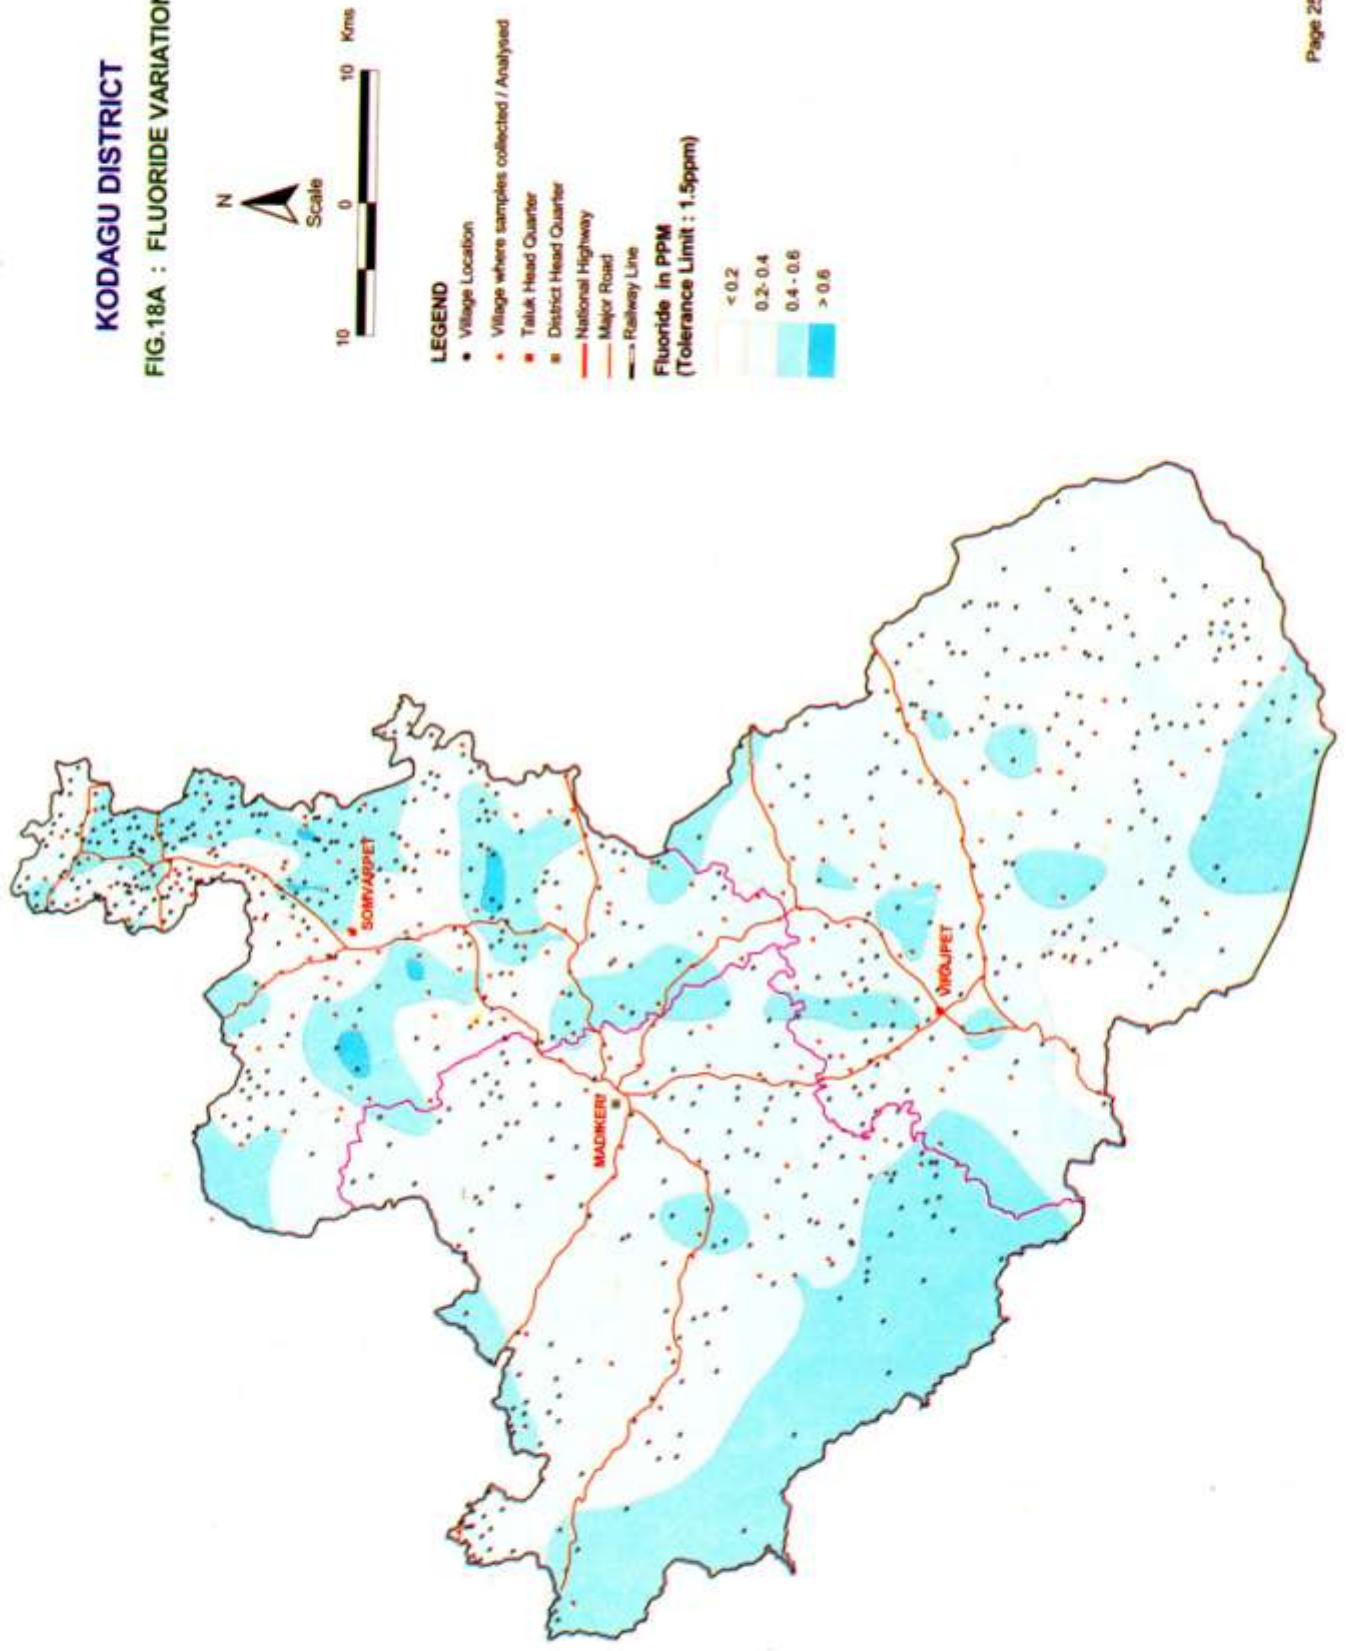 KODAGU DISTRICT
FIG.18A : FLUORIDE VARIATION
N
Scale
10 0 10 Kms
LEGEND
Village Location
Village where samples collected / Analysed
Taluk Head Quarter
District Head Quarter
National Highway
Major Road
Railway Line
Fluoride in PPM
(Tolerance Limit : 1.5ppm)
< 0.2
0.2- 0.4
0.4 - 0.6
> 0.6
SOMVARPET
MADIKERI
VIRAJPET
Page 25